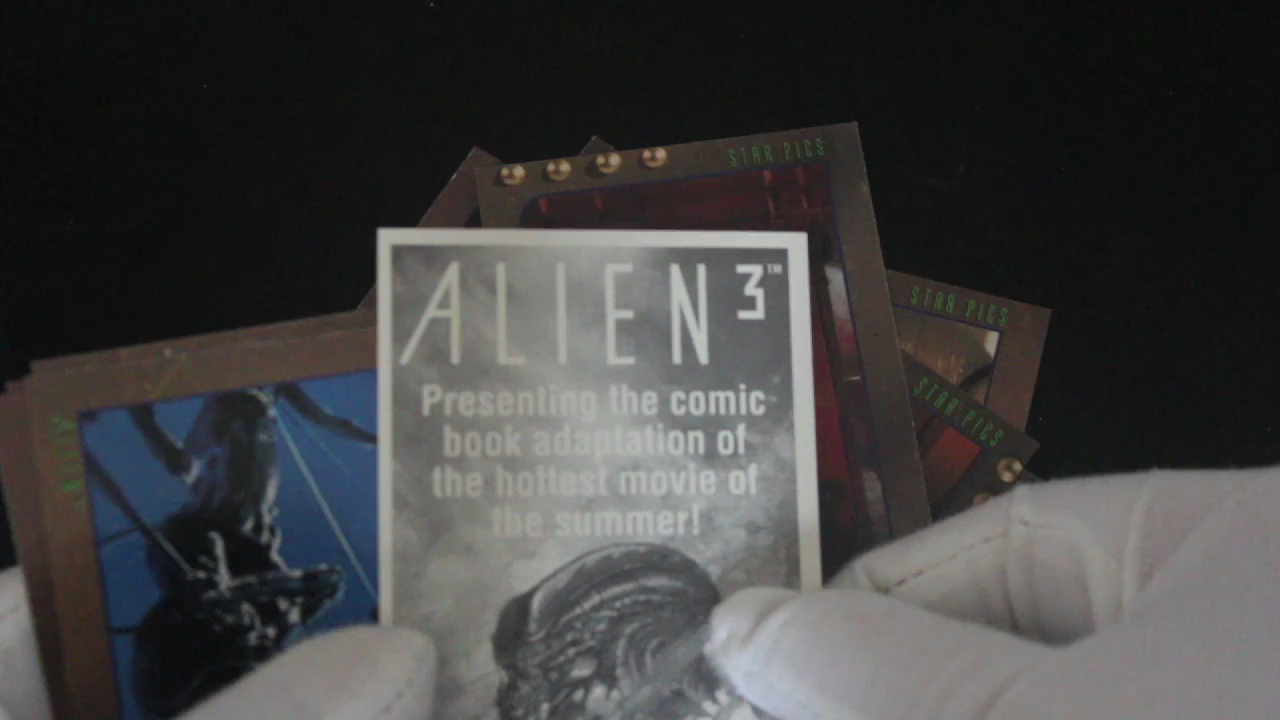 STAR PICS
ALIEN 3™
Presenting the comic
book adaptation of
the hottest movie of
the summer!
STAR PICS
STAR PICS